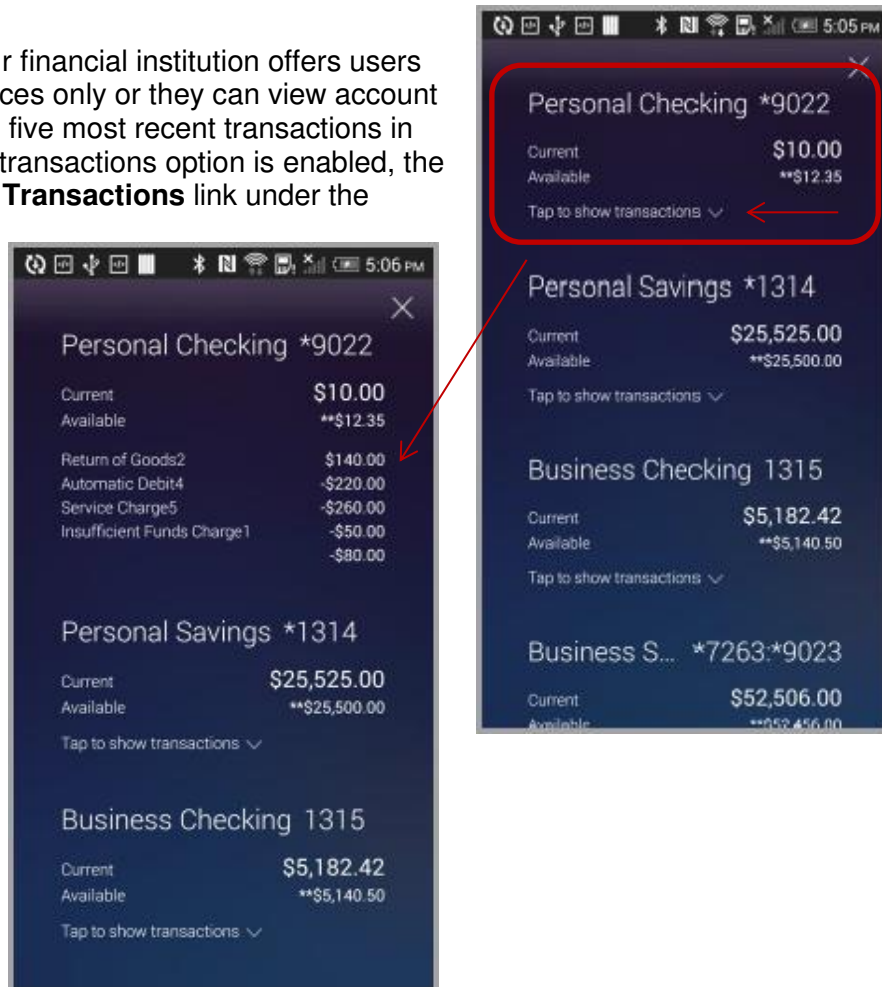 r financial institution offers users
ces only or they can view account
five most recent transactions in
transactions option is enabled, the
Transactions link under the
5:05 PM
Personal Checking *9022
Current $10.00
Available **$12.35
Tap to show transactions
Personal Savings *1314
Current $25,525.00
Available **$25,500.00
Tap to show transactions
Business Checking 1315
Current $5,182.42
Available **$5,140.50
Tap to show transactions
Business S... *7263:*9023
Current $52,506.00
Available **$52,456.00
5:06 PM
Personal Checking *9022
Current $10.00
Available **$12.35
Return of Goods2 $140.00
Automatic Debit4 -$220.00
Service Charge5 -$260.00
Insufficient Funds Charge1 -$50.00
-$80.00
Personal Savings *1314
Current $25,525.00
Available **$25,500.00
Tap to show transactions
Business Checking 1315
Current $5,182.42
Available **$5,140.50
Tap to show transactions